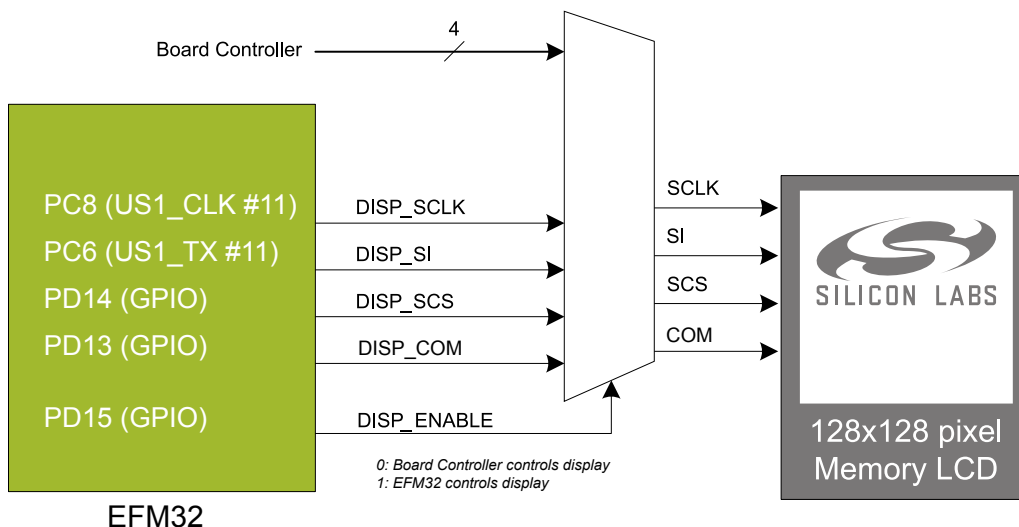 4
Board Controller
PC8 (US1_CLK #11)
DISP_SCLK
SCLK
PC6 (US1_TX #11)
DISP_SI
SI
PD14 (GPIO)
DISP_SCS
SCS
SILICON LABS
PD13 (GPIO)
DISP_COM
COM
PD15 (GPIO)
DISP_ENABLE
128x128 pixel
Memory LCD
0: Board Controller controls display
1: EFM32 controls display
EFM32